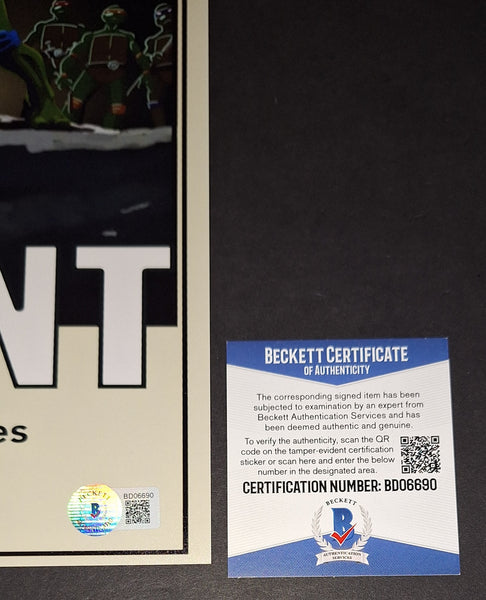 NT
es
BECKETT
BD06690
BECKETT CERTIFICATE
OF AUTHENTICITY
The corresponding signed item has been
subjected to examination by an expert from
Beckett Authentication Services and has
been deemed authentic and genuine.
To verify the authenticity, scan the QR
code on the tamper-evident certification
sticker or scan here and enter the below
number in the designated area.
CERTIFICATION NUMBER: BD06690
BECKETT
B
AUTHENTICATION
SERVICES